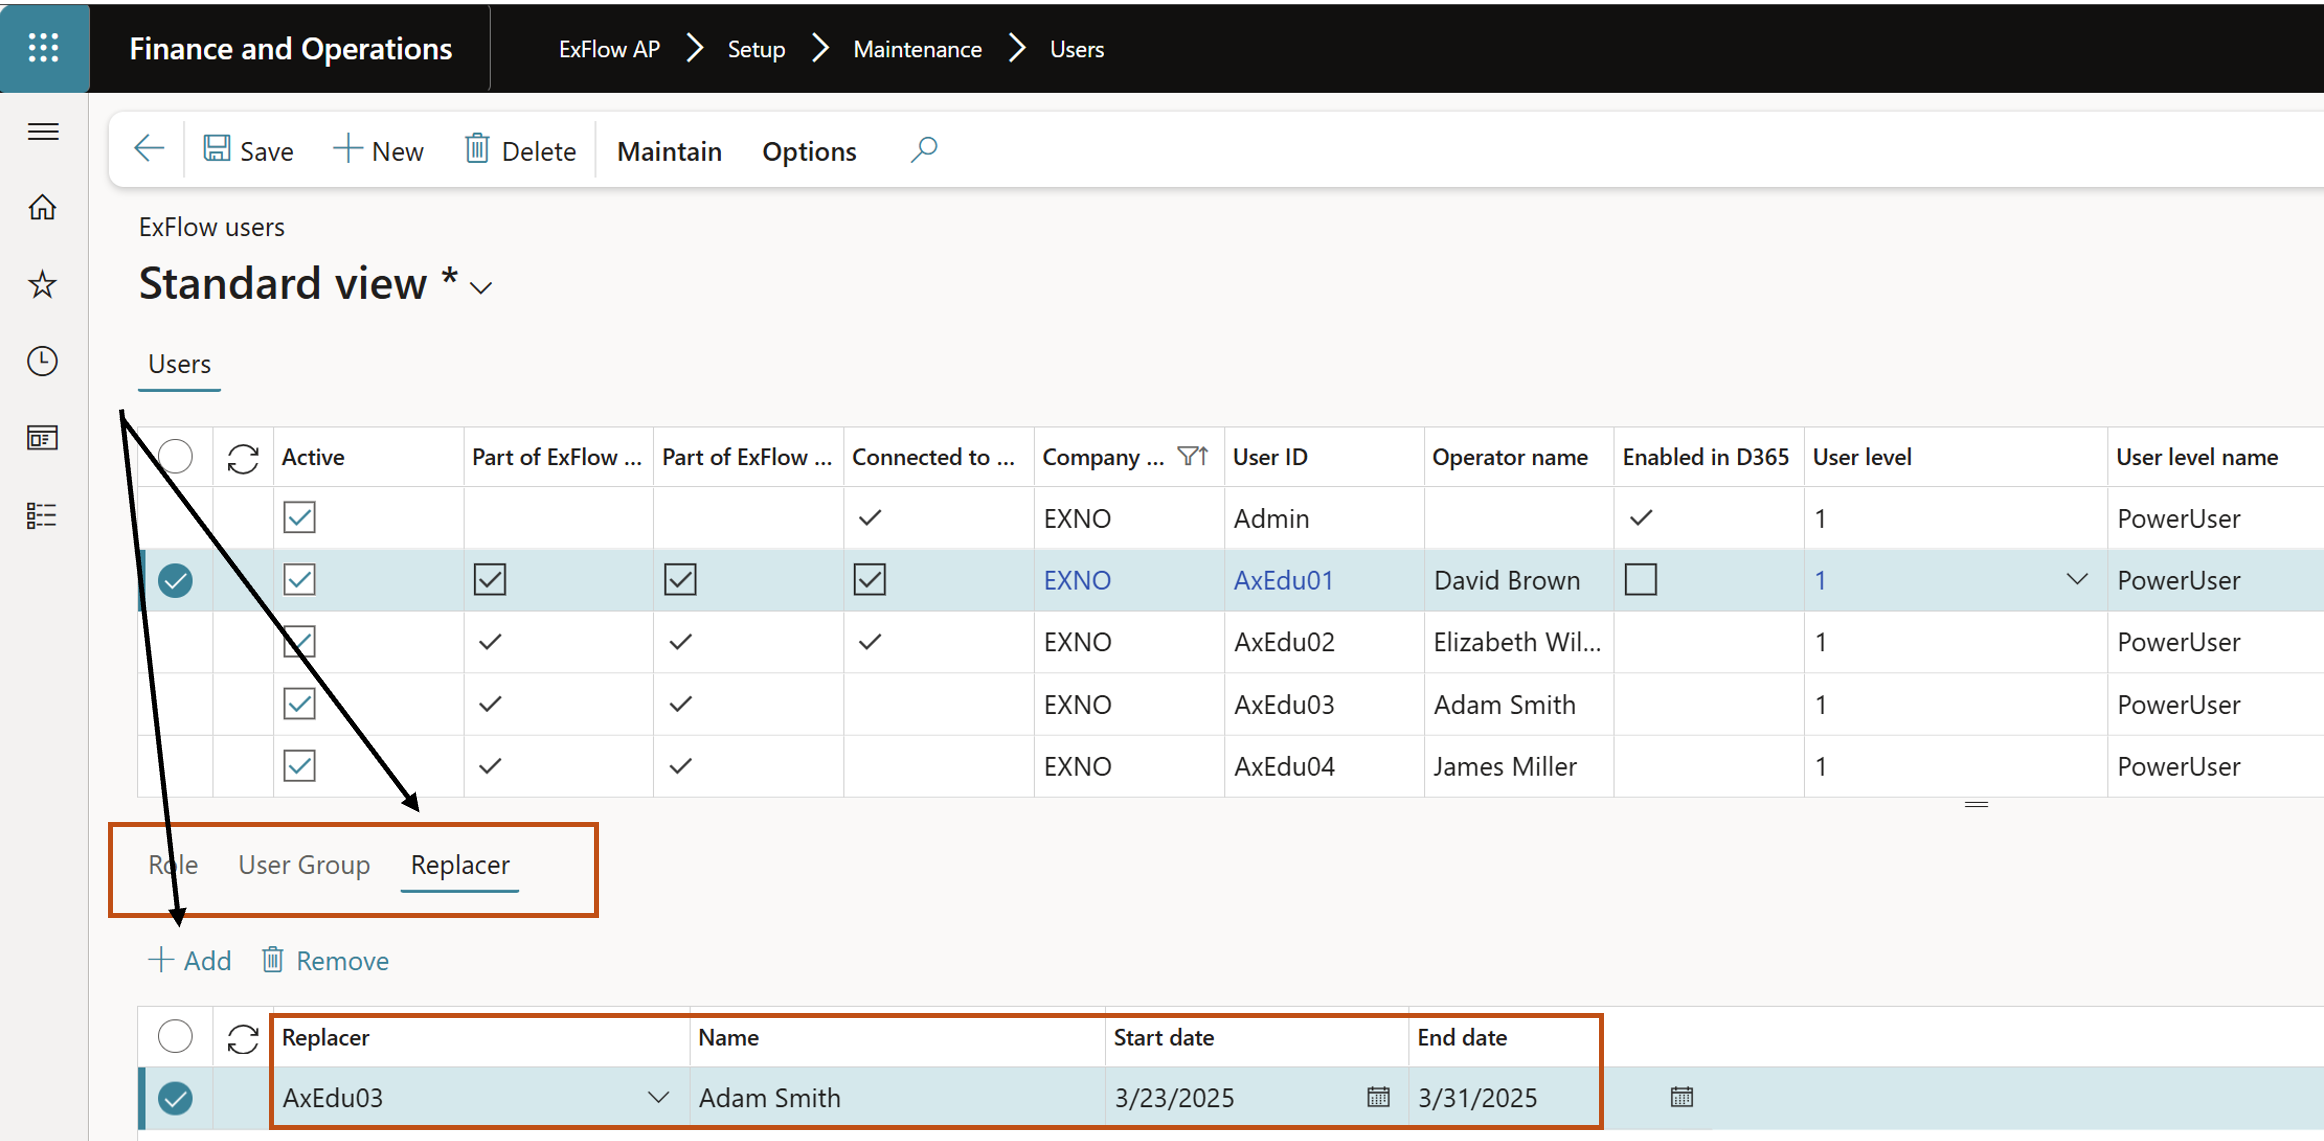 Finance and Operations
ExFlow AP > Setup > Maintenance > Users
Save New Delete Maintain Options
ExFlow users
Standard view *
Users
Active Part of ExFlow ... Part of ExFlow ... Connected to ... Company ... User ID Operator name Enabled in D365 User level User level name
EXNO Admin 1 PowerUser
EXNO AxEdu01 David Brown 1 PowerUser
EXNO AxEdu02 Elizabeth Wil... 1 PowerUser
EXNO AxEdu03 Adam Smith 1 PowerUser
EXNO AxEdu04 James Miller 1 PowerUser
Role User Group Replacer
Add Remove
Replacer Name Start date End date
AxEdu03 Adam Smith 3/23/2025 3/31/2025